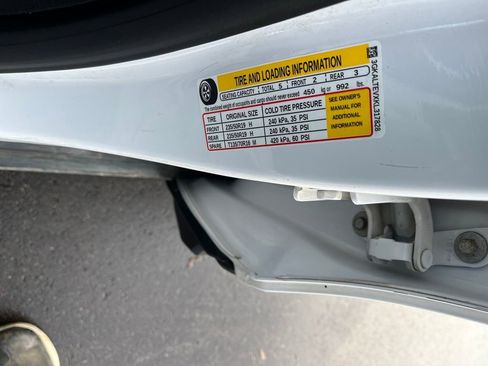 TIRE AND LOADING INFORMATION
SEATING CAPACITY TOTAL 5 FRONT 2 REAR 3
The combined weight of occupants and cargo should never exceed 450 kg or 992 lbs.
TIRE ORIGINAL SIZE COLD TIRE PRESSURE
FRONT 235/50R19 H 240 kPa, 35 PSI
REAR 235/50R19 H 240 kPa, 35 PSI
SPARE T135/70R16 M 420 kPa, 60 PSI
SEE OWNER'S
MANUAL FOR
ADDITIONAL
INFORMATION
3GKALTEVXKL317828